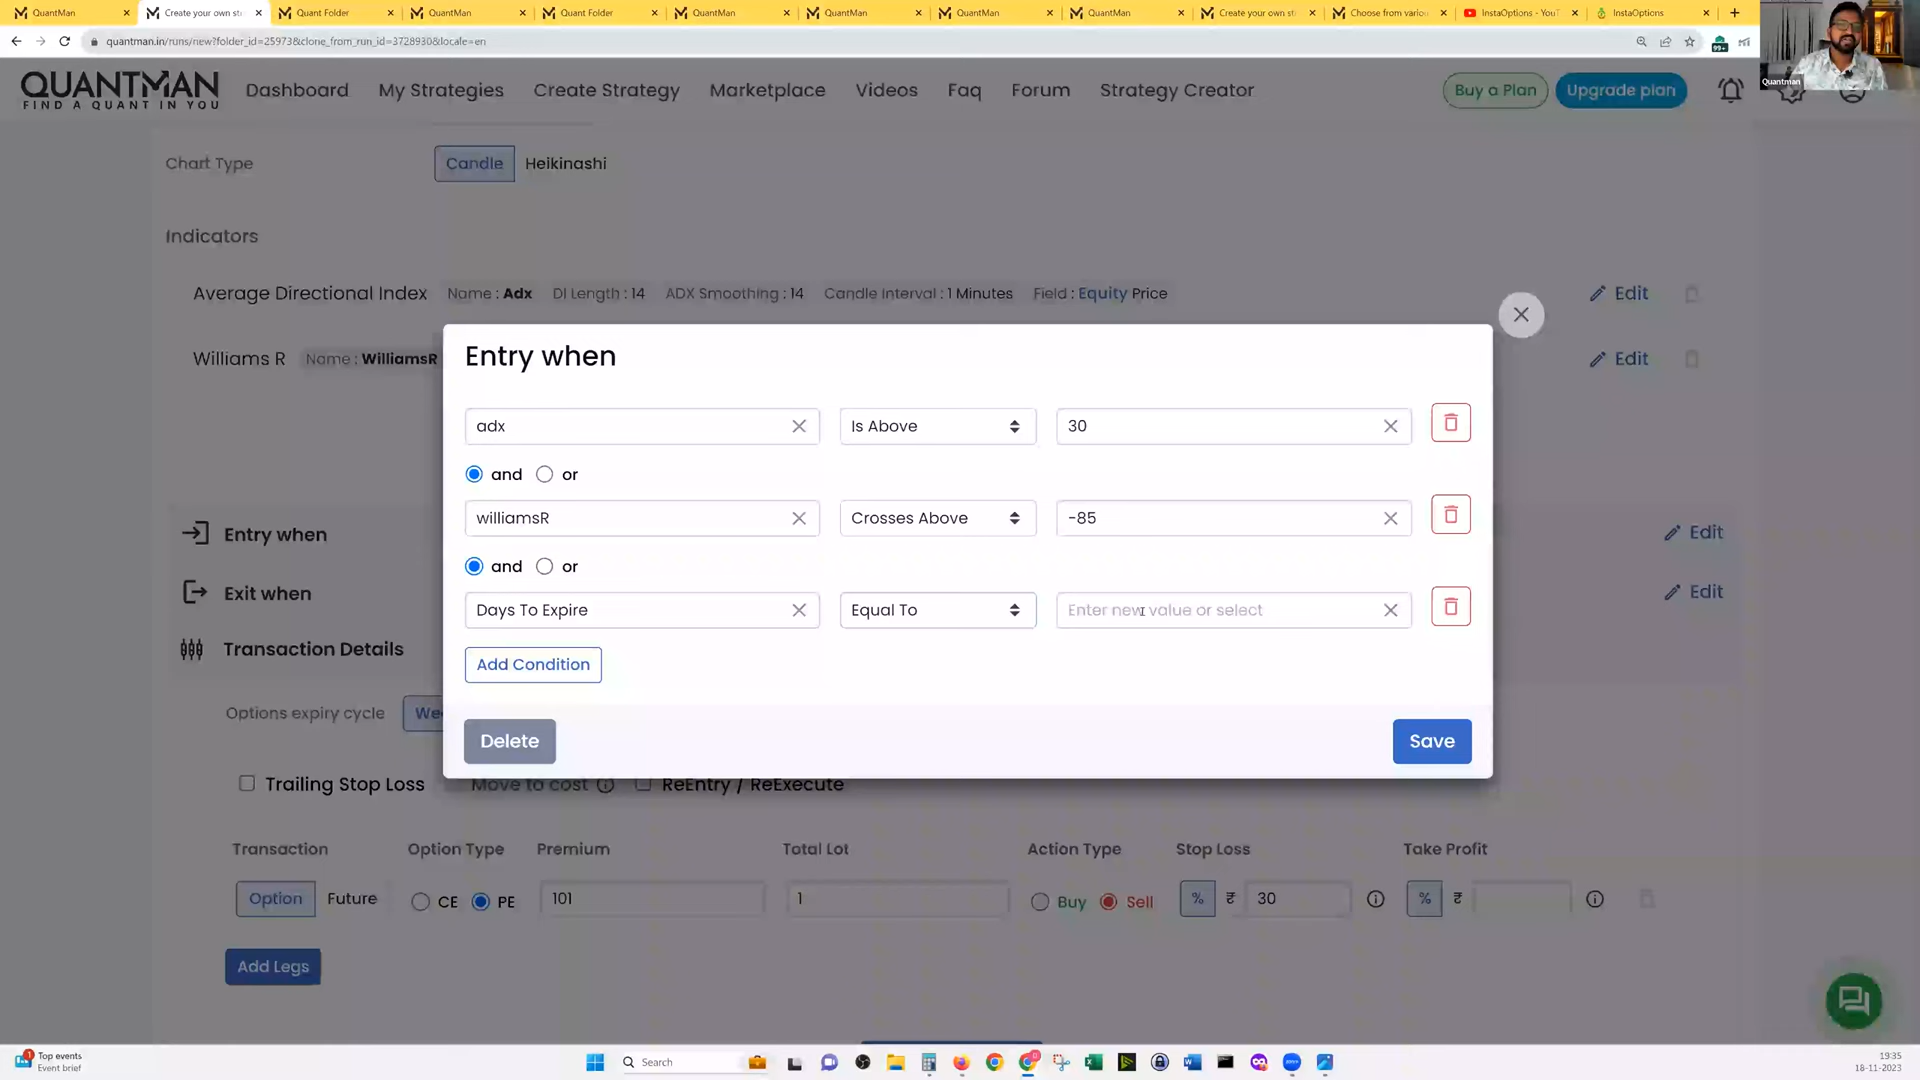 QuantMan
Create your own st
Quant Folder
QuantMan
Quant Folder
QuantMan
QuantMan
QuantMan
QuantMan
Create your own st
Choose from variou
InstaOptions - YouT
InstaOptions
quantman.in/runs/new?folder_id=25973&clone_from_run_id=3728930&locale=en
99+
Quantman
QUANTMAN
FIND A QUANT IN YOU
Dashboard
My Strategies
Create Strategy
Marketplace
Videos
Faq
Forum
Strategy Creator
Buy a Plan
Upgrade plan
Chart Type
Candle
Heikinashi
Indicators
Average Directional Index Name : Adx DI Length : 14 ADX Smoothing : 14 Candle Interval : 1 Minutes Field : Equity Price
Edit
Williams R Name : WilliamsR
Edit
Entry when
adx
Is Above
30
and or
williamsR
Crosses Above
-85
and or
Days To Expire
Equal To
Enter new value or select
Add Condition
Delete
Save
Entry when
Edit
Exit when
Edit
Transaction Details
Options expiry cycle
Wee
Trailing Stop Loss
Move to cost
ReEntry / ReExecute
Transaction Option Type Premium Total Lot Action Type Stop Loss Take Profit
Option Future CE PE 101 1 Buy Sell % ₹ 30 % ₹
Add Legs
1
Top events
Event brief
Search
19:35
18-11-2023